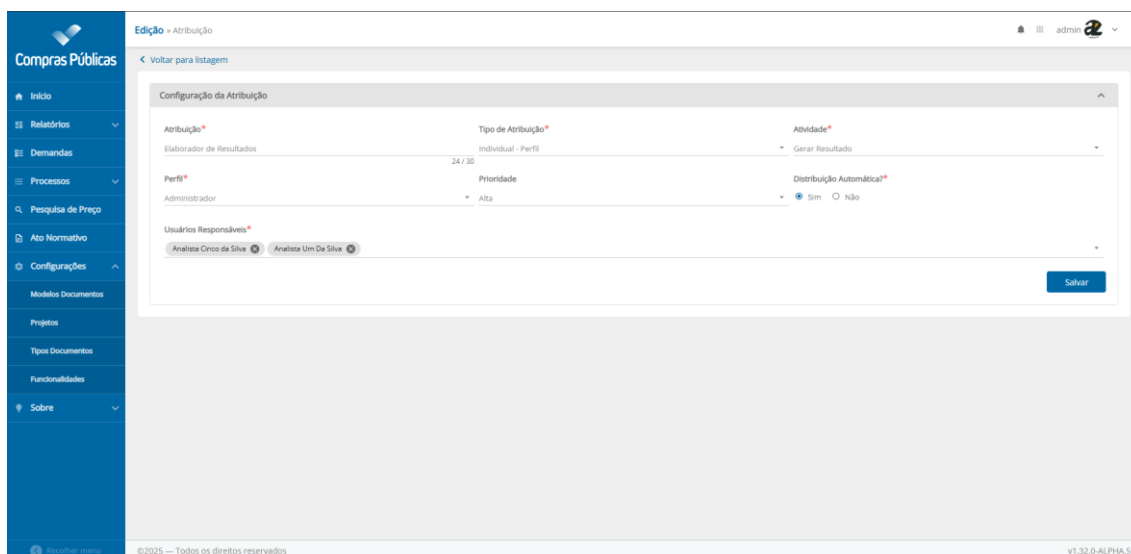 Compras Públicas
Início
Relatórios
Demandas
Processos
Pesquisa de Preço
Ato Normativo
Configurações
Modelos Documentos
Projetos
Tipos Documentos
Funcionalidades
Sobre
Recolher menu
Edição » Atribuição
admin
Voltar para listagem
Configuração da Atribuição
Atribuição* Tipo de Atribuição* Atividade*
Elaborador de Resultados Individual - Perfil Gerar Resultado
24 / 30
Perfil* Prioridade Distribuição Automática?*
Administrador Alta Sim Não
Usuários Responsáveis*
Analista Cinco da Silva Analista Um Da Silva
Salvar
©2025 — Todos os direitos reservados
v1.32.0-ALPHA.5